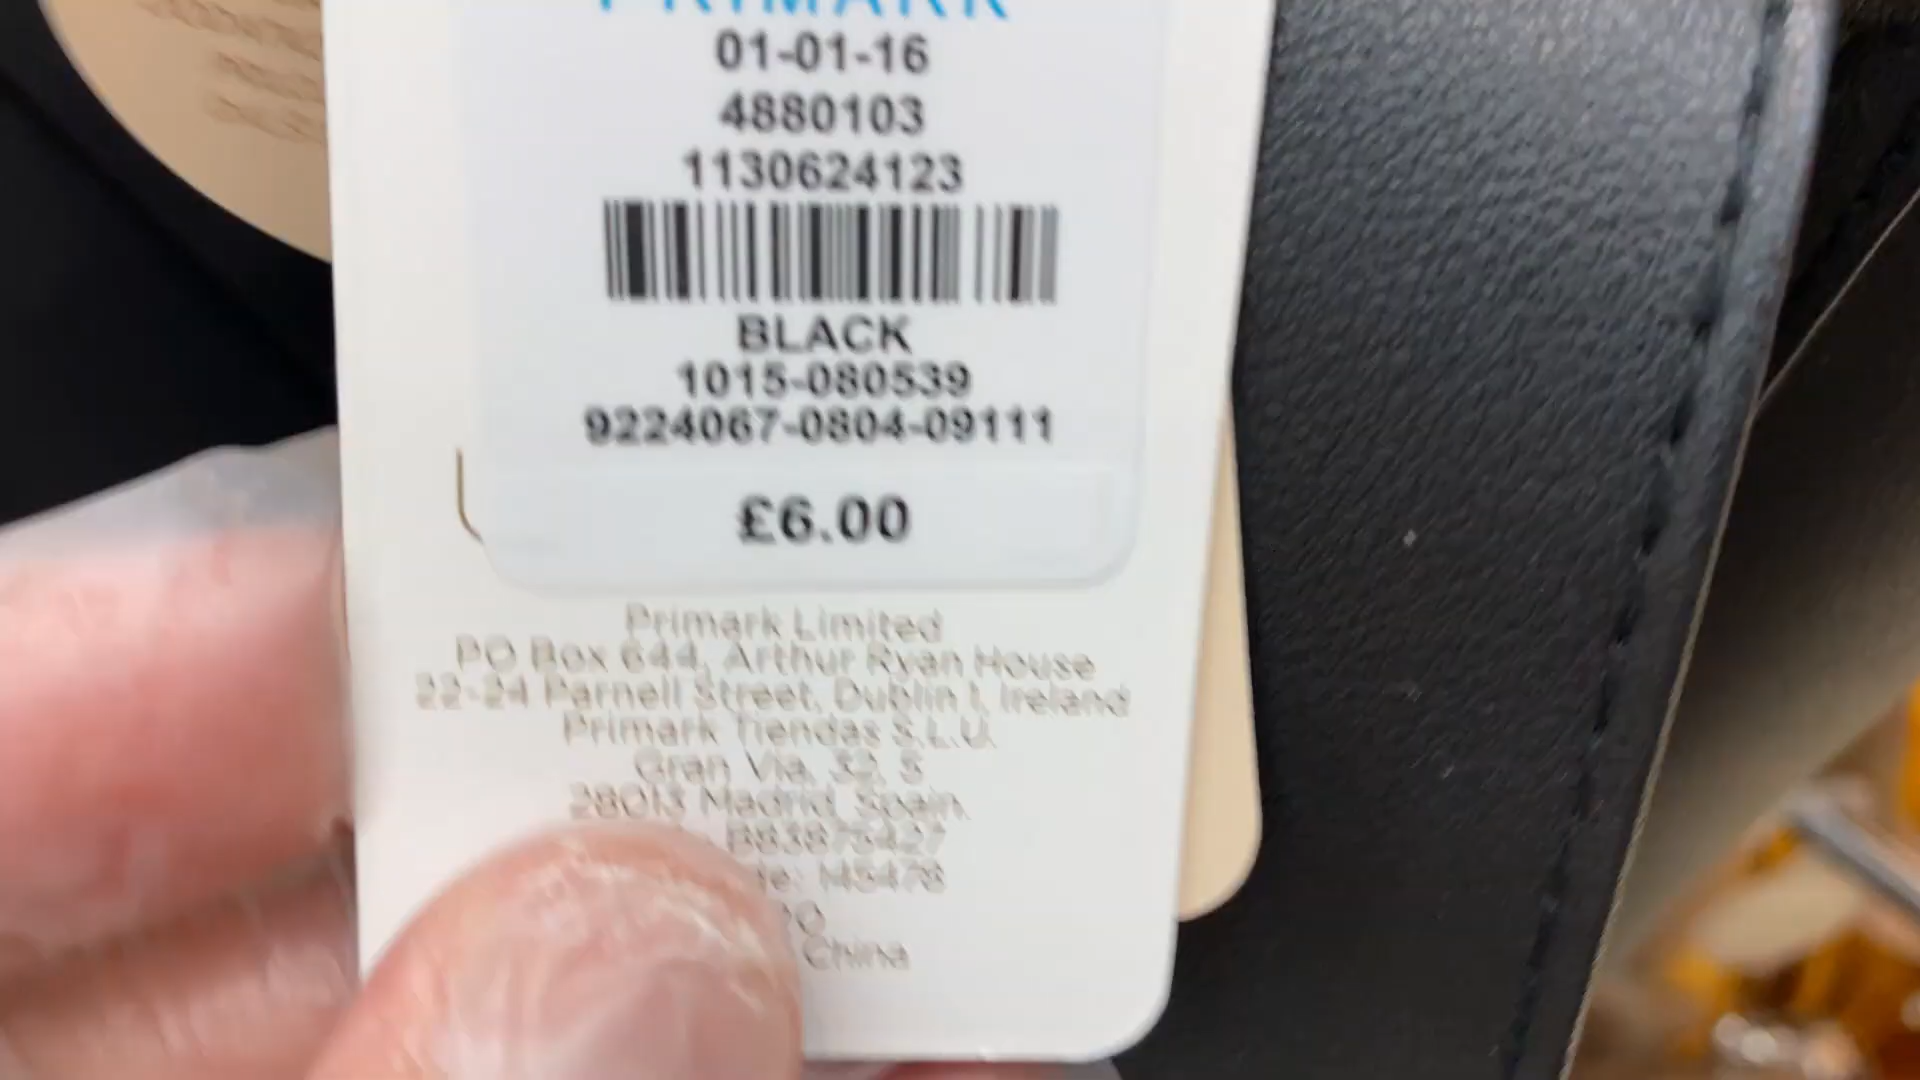 PRIMARK
01-01-16
4880103
1130624123
BLACK
1015-080539
9224067-0804-09111
£6.00
Primark Limited
PO Box 644, Arthur Ryan House
22-24 Parnell Street, Dublin 1, Ireland
Primark Tiendas S.L.U.
Gran Via, 32, 5
28013 Madrid, Spain.
B83875427
China